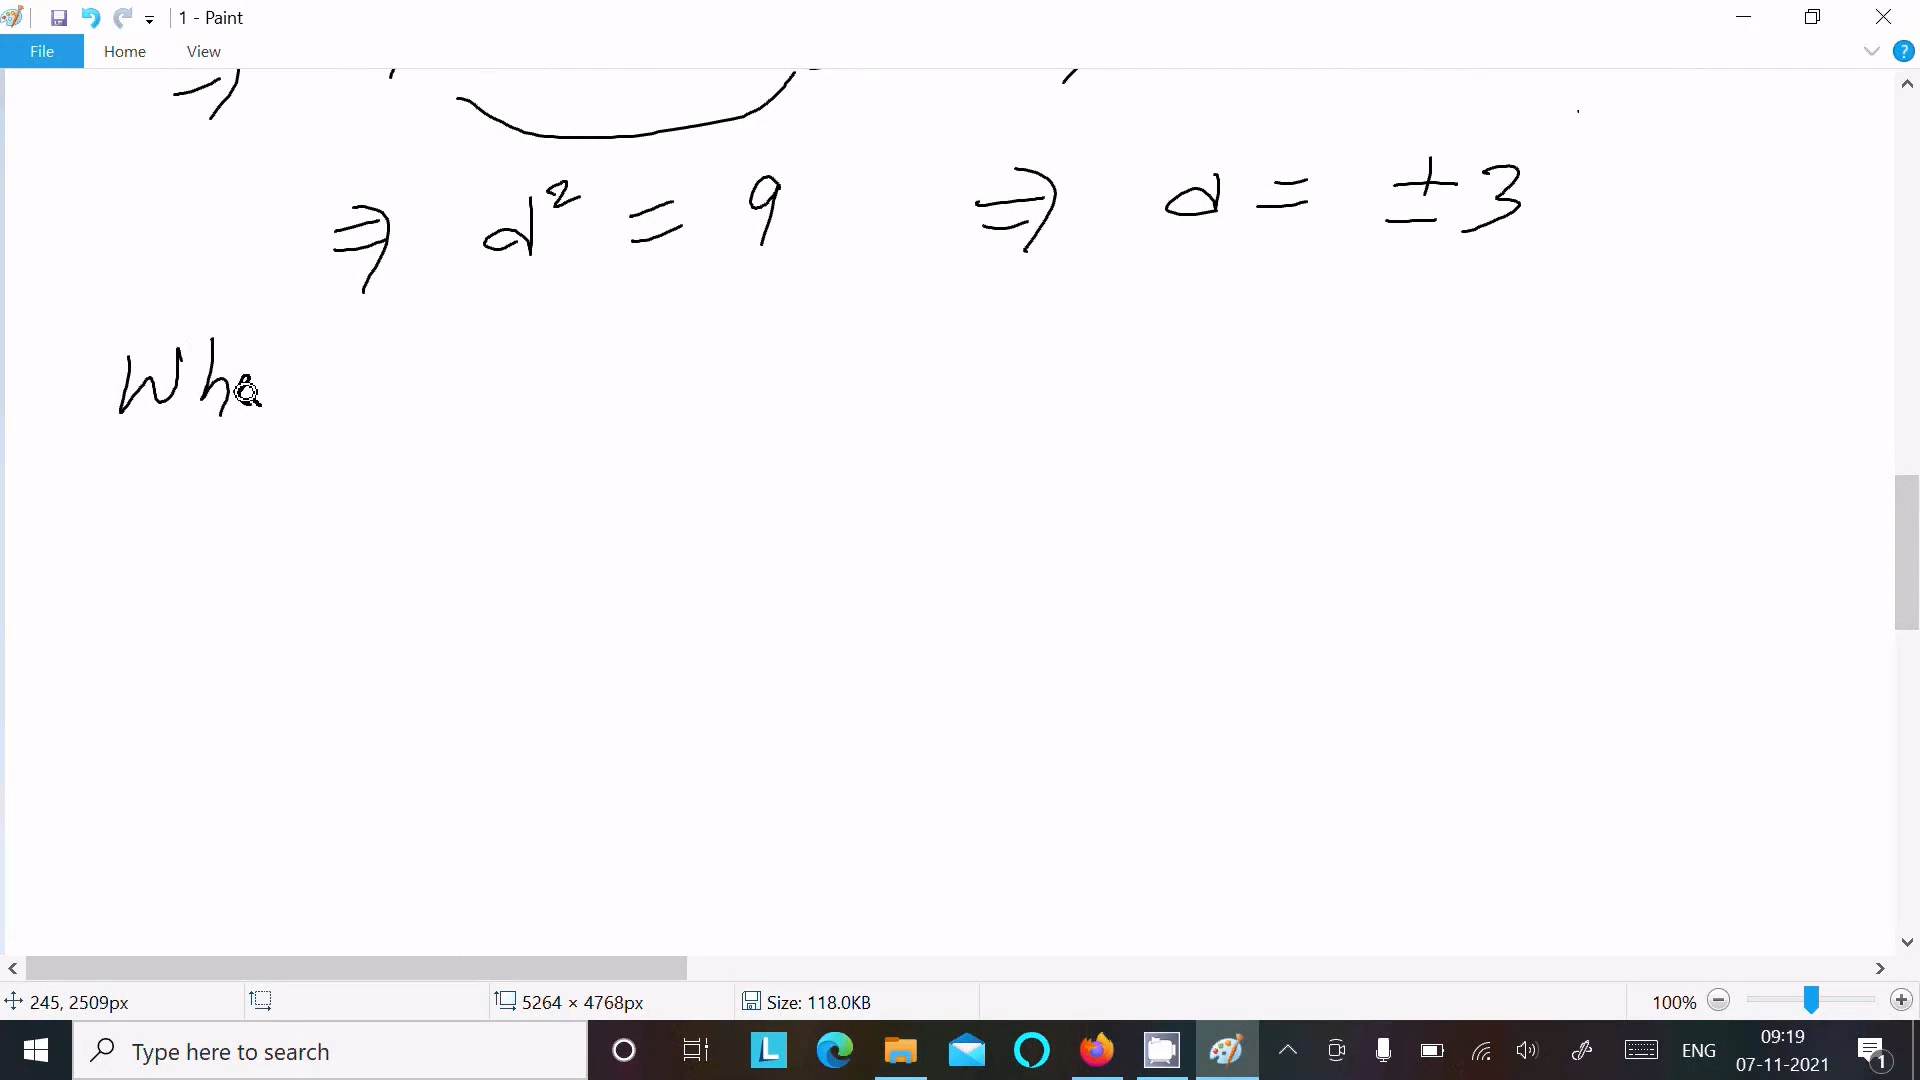 1 - Paint
File Home View
⇒
⇒ d² = 9 ⇒ d = ± 3
Whe
245, 2509px 5264 × 4768px Size: 118.0KB 100%
Type here to search
L
ENG 09:19
07-11-2021
1